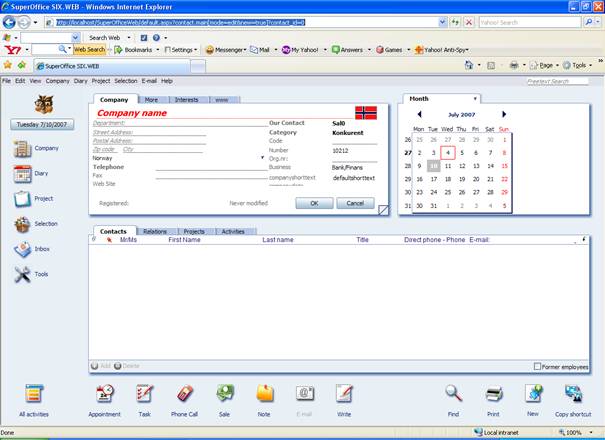 SuperOffice SIX.WEB - Windows Internet Explorer
http://localhost/SuperOfficeWeb/default.aspx?contact.main[mode=edit&new=true]?contact_id=0
Yahoo! Search
Search Web
Web Search
Bookmarks
Settings
Messenger
Mail
My Yahoo!
Answers
Games
Yahoo! Anti-Spy
SuperOffice SIX.WEB
Page
Tools
File Edit View Company Diary Project Selection E-mail Help
Freetext Search
Tuesday 7/10/2007
Company
Diary
Project
Selection
Inbox
Tools
Company More Interests www
Company name
Department:
Street Address:
Postal Address:
Zip code City
Norway
Telephone
Fax
Web Site
Our Contact Sal0
Category Konkurent
Code
Number 10212
Org.nr:
Business Bank/Finans
companyshorttext defaultshorttext
Registered: Never modified OK Cancel
Month
July 2007
Mon Tue Wed Thu Fri Sat Sun
26 25 26 27 28 29 30 1
27 2 3 4 5 6 7 8
28 9 10 11 12 13 14 15
29 16 17 18 19 20 21 22
30 23 24 25 26 27 28 29
31 30 31 1 2 3 4 5
Contacts Relations Projects Activities
Mr/Ms First Name Last name Title Direct phone - Phone E-mail:
Add Delete
Former employees
All activities
Appointment
Task
Phone Call
Sale
Note
E-mail
Write
Find
Print
New
Copy shortcut
Done
Local intranet
100%